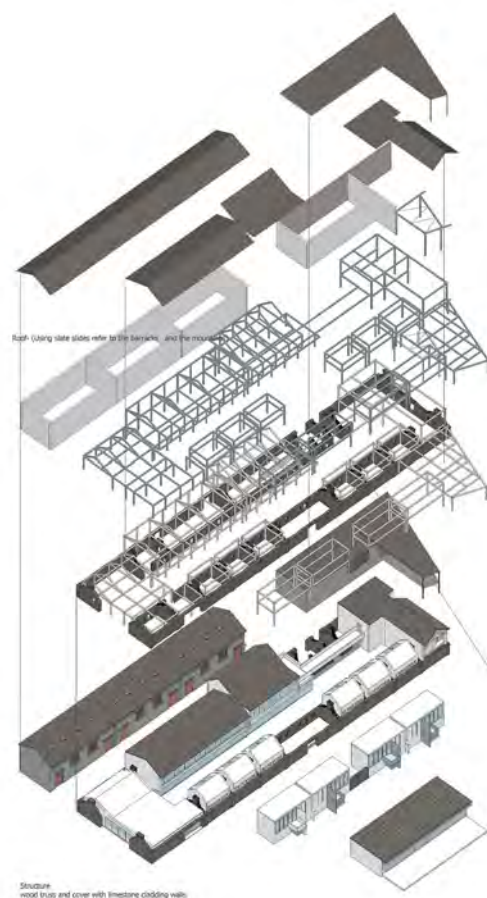 Roof- (Using slate slides refer to the barracks and the mountain)
Structure
wood truss and cover with limestone cladding walls.